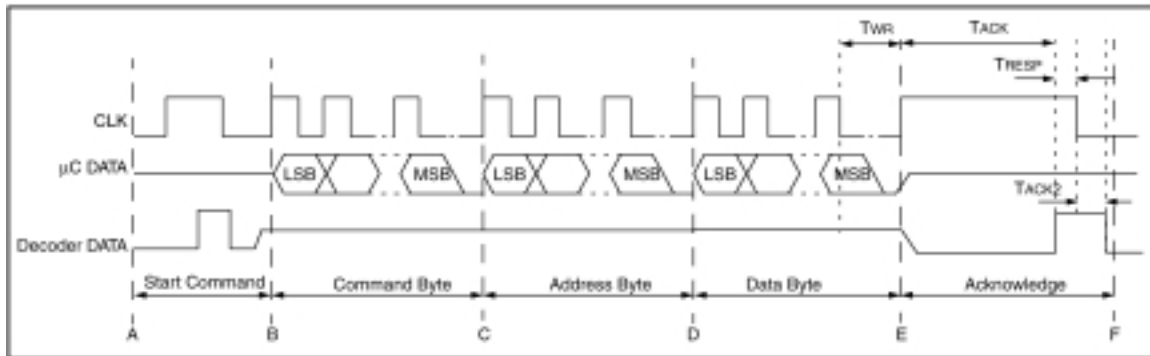 TWR
TACK
TRESP
CLK
µC DATA
LSB
MSB
LSB
MSB
LSB
MSB
TACK2
Decoder DATA
Start Command
Command Byte
Address Byte
Data Byte
Acknowledge
A
B
C
D
E
F